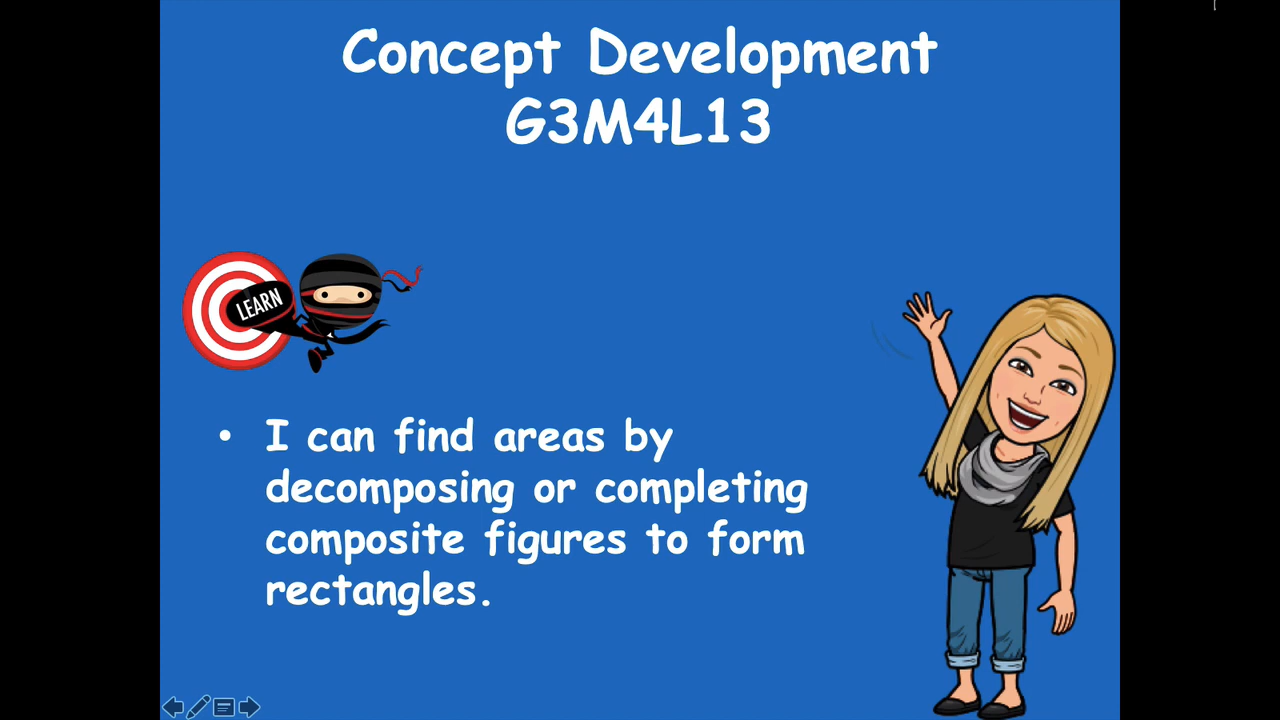 Concept Development
G3M4L13
LEARN
• I can find areas by
decomposing or completing
composite figures to form
rectangles.